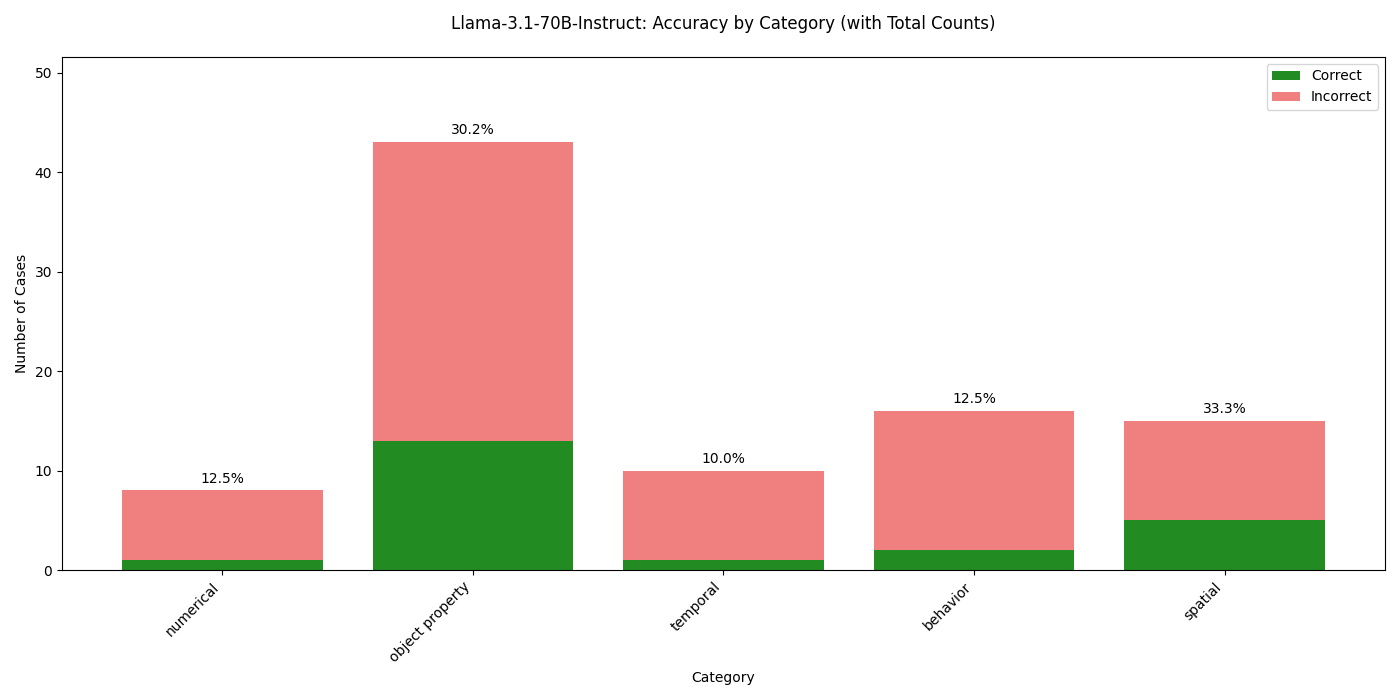 Llama-3.1-70B-Instruct: Accuracy by Category (with Total Counts)
Correct
Incorrect
Number of Cases
50
40
30
20
10
0
12.5%
30.2%
10.0%
12.5%
33.3%
numerical
object property
temporal
behavior
spatial
Category